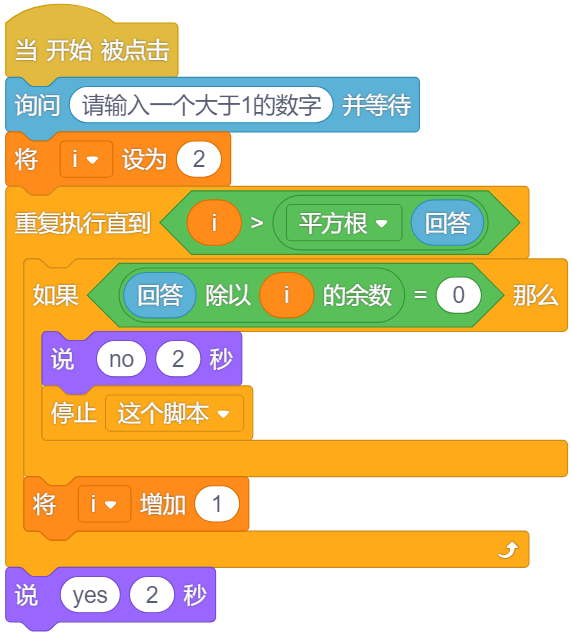 当 开始 被点击
询问 请输入一个大于1的数字 并等待
将 i 设为 2
重复执行直到 i > 平方根 回答
如果 回答 除以 i 的余数 = 0 那么
说 no 2 秒
停止 这个脚本
将 i 增加 1
说 yes 2 秒